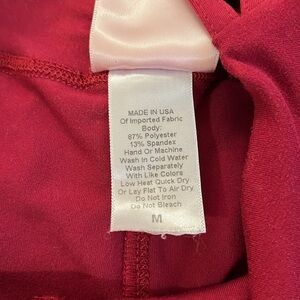 MADE IN USA
Of Imported Fabric
Body:
87% Polyester
13% Spandex
Hand Or Machine
Wash In Cold Water
Wash Separately
With Like Colors
Low Heat Quick Dry
Or Lay Flat To Air Dry
Do Not Iron
Do Not Bleach
M